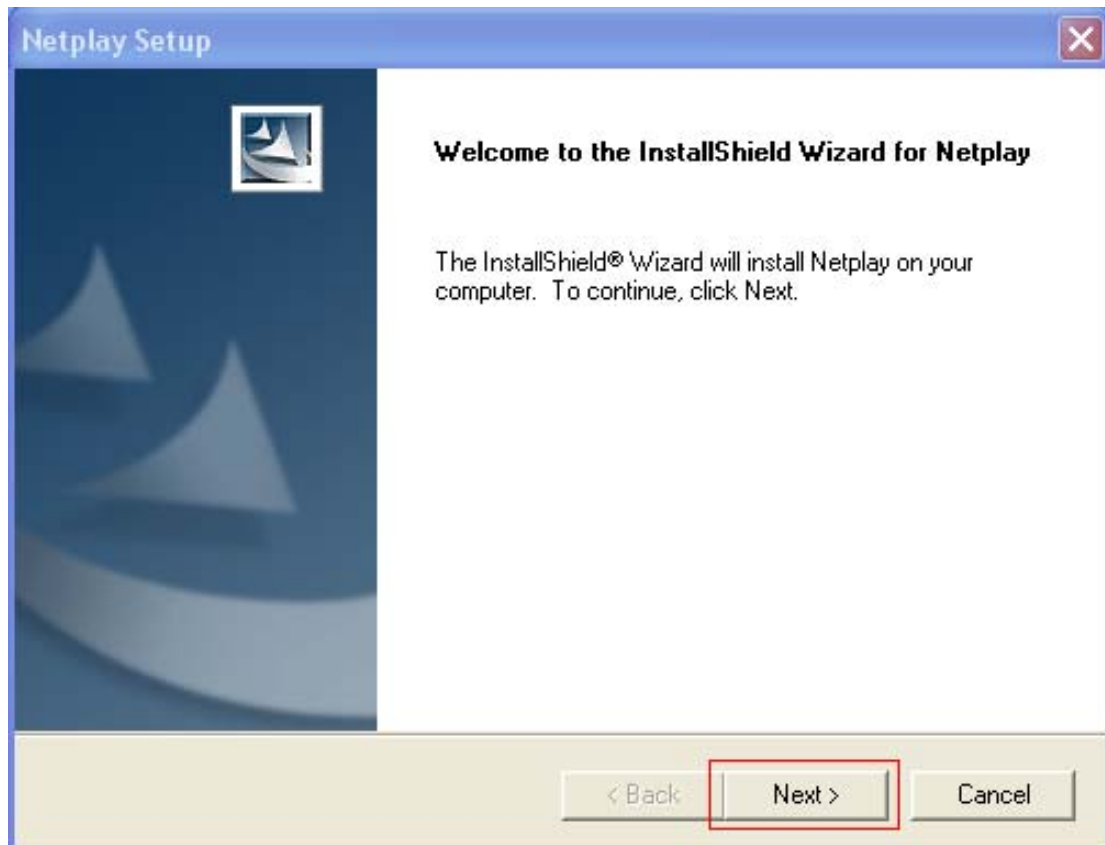 Netplay Setup
Welcome to the InstallShield Wizard for Netplay
The InstallShield® Wizard will install Netplay on your
computer. To continue, click Next.
< Back
Next >
Cancel